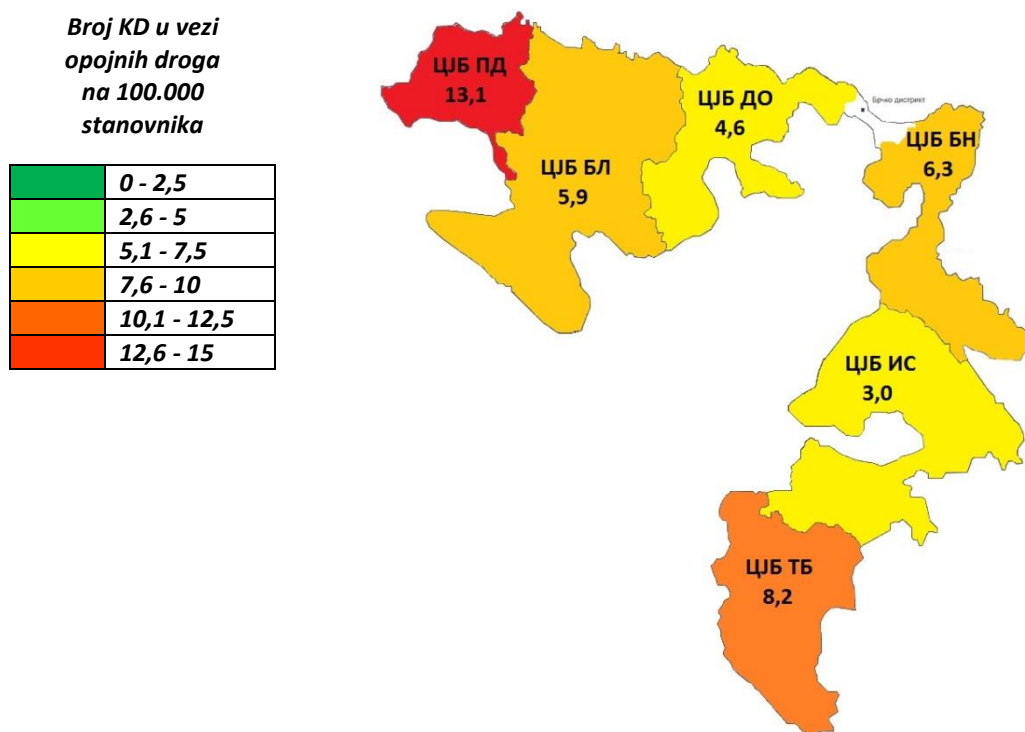 Broj KD u vezi
opojnih droga
na 100.000
stanovnika
0 - 2,5
2,6 - 5
5,1 - 7,5
7,6 - 10
10,1 - 12,5
12,6 - 15
ЦЈБ ПД
13,1
ЦЈБ БЛ
5,9
ЦЈБ ДО
4,6
Брчко дистрикт
ЦЈБ БН
6,3
ЦЈБ ИС
3,0
ЦЈБ ТБ
8,2